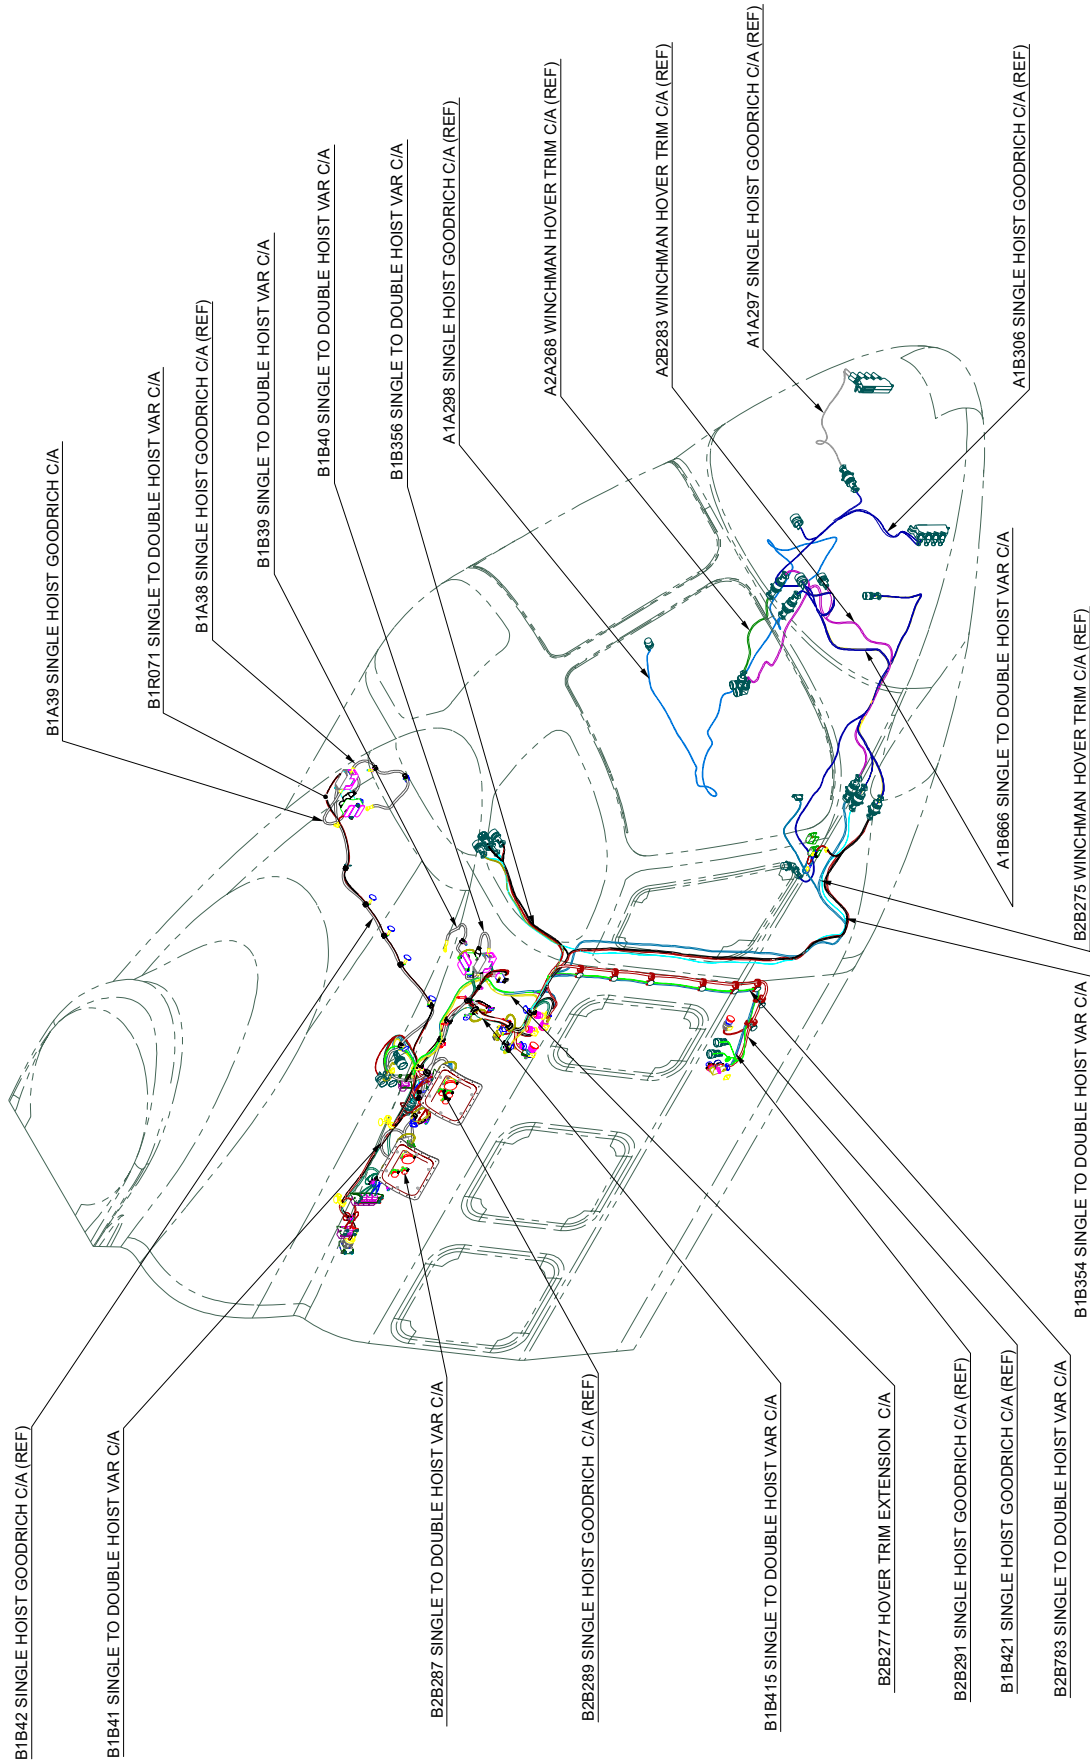 B1A39 SINGLE HOIST GOODRICH C/A
B1R071 SINGLE TO DOUBLE HOIST VAR C/A
B1A38 SINGLE HOIST GOODRICH C/A (REF)
B1B39 SINGLE TO DOUBLE HOIST VAR C/A
B1B40 SINGLE TO DOUBLE HOIST VAR C/A
B1B356 SINGLE TO DOUBLE HOIST VAR C/A
A1A298 SINGLE HOIST GOODRICH C/A (REF)
A2A268 WINCHMAN HOVER TRIM C/A (REF)
A2B283 WINCHMAN HOVER TRIM C/A (REF)
A1A297 SINGLE HOIST GOODRICH C/A (REF)
A1B306 SINGLE HOIST GOODRICH C/A (REF)
A1B666 SINGLE TO DOUBLE HOIST VAR C/A
B2B275 WINCHMAN HOVER TRIM C/A (REF)
B1B42 SINGLE HOIST GOODRICH C/A (REF)
B1B41 SINGLE TO DOUBLE HOIST VAR C/A
B2B287 SINGLE TO DOUBLE HOIST VAR C/A
B2B289 SINGLE HOIST GOODRICH C/A (REF)
B1B415 SINGLE TO DOUBLE HOIST VAR C/A
B2B277 HOVER TRIM EXTENSION C/A
B2B291 SINGLE HOIST GOODRICH C/A (REF)
B1B421 SINGLE HOIST GOODRICH C/A (REF)
B2B783 SINGLE TO DOUBLE HOIST VAR C/A
B1B354 SINGLE TO DOUBLE HOIST VAR C/A